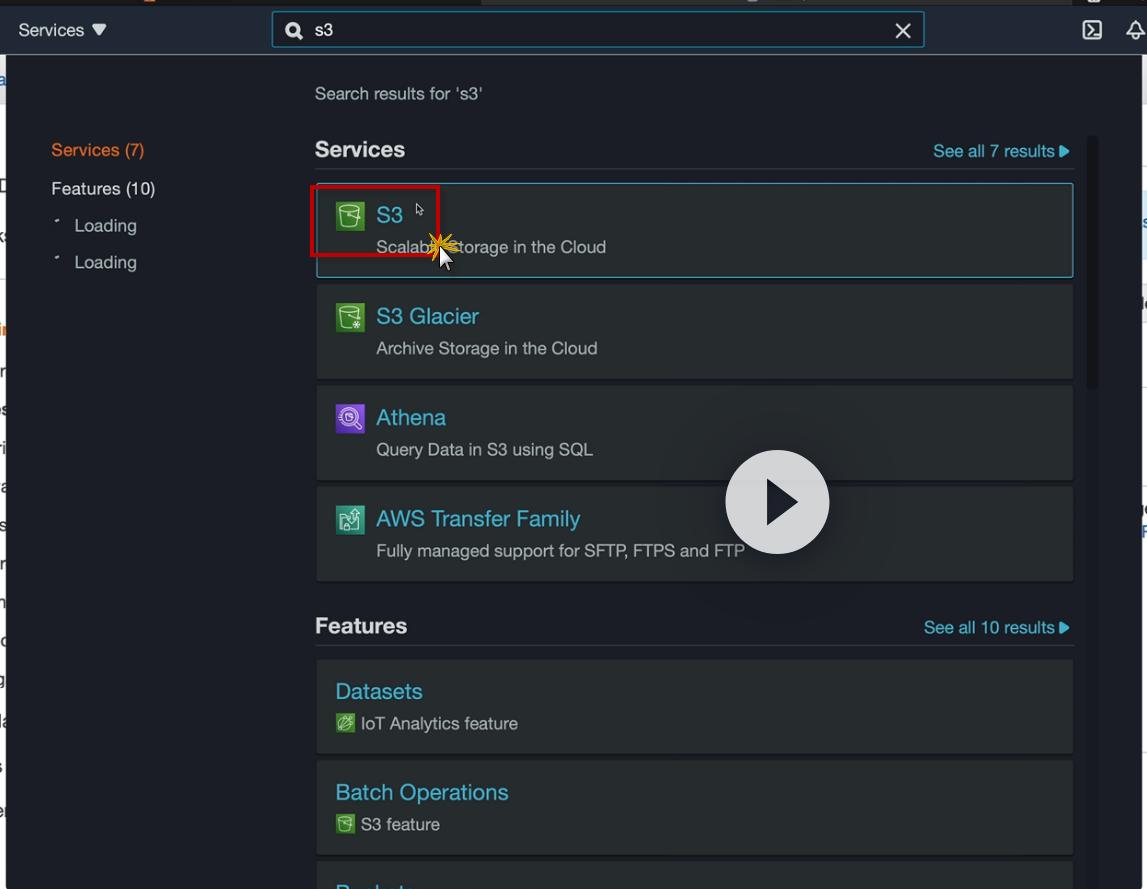 Services ▼
s3
Search results for 's3'
Services (7)
Features (10)
Loading
Loading
Services
See all 7 results
S3
Storage in the Cloud
S3 Glacier
Archive Storage in the Cloud
Athena
Query Data in S3 using SQL
AWS Transfer Family
Fully managed support for SFTP, FTPS and FTP
Features
See all 10 results
Datasets
IoT Analytics feature
Batch Operations
S3 feature